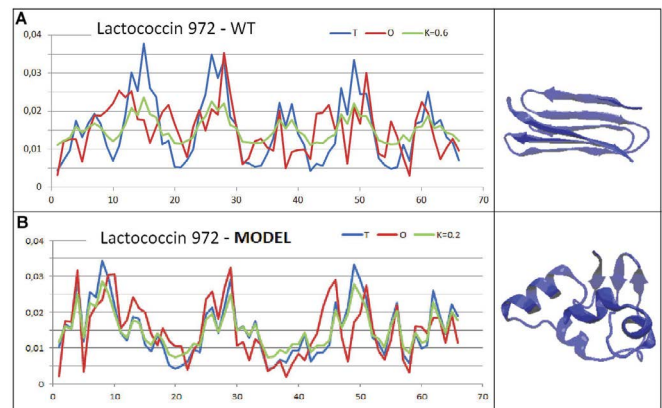 A
Lactococcin 972 - WT
T O K=0.6
0,04
0,03
0,02
0,01
0
0 10 20 30 40 50 60 70
B
Lactococcin 972 - MODEL
T O K=0.2
0,04
0,03
0,02
0,01
0
0 10 20 30 40 50 60 70